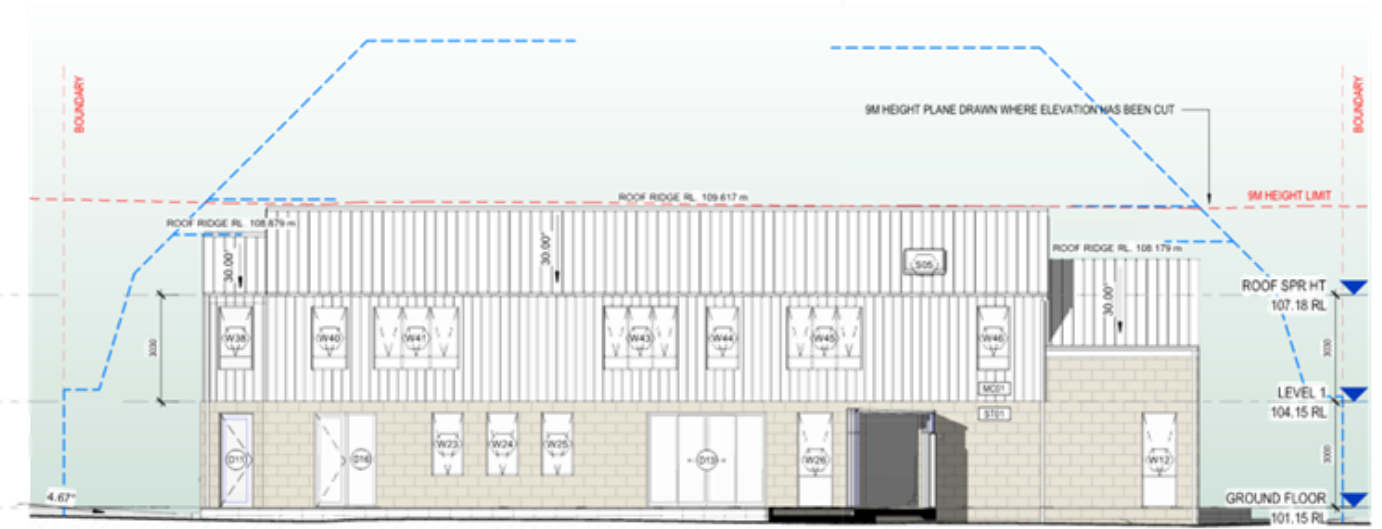 BOUNDARY
BOUNDARY
9M HEIGHT PLANE DRAWN WHERE ELEVATION HAS BEEN CUT
9M HEIGHT LIMIT
ROOF RIDGE RL. 109.617 m
ROOF RIDGE RL. 108.679 m
ROOF RIDGE RL. 108.179 m
30.00°
30.00°
30.00°
S05
ROOF SPR HT
107.18 RL
W38
W40
W41
W43
W44
W45
W46
3030
3030
MC01
LEVEL 1
104.15 RL
ST01
D11
D16
W23
W24
W25
D13
W26
W12
3000
4.67°
GROUND FLOOR
101.15 RL